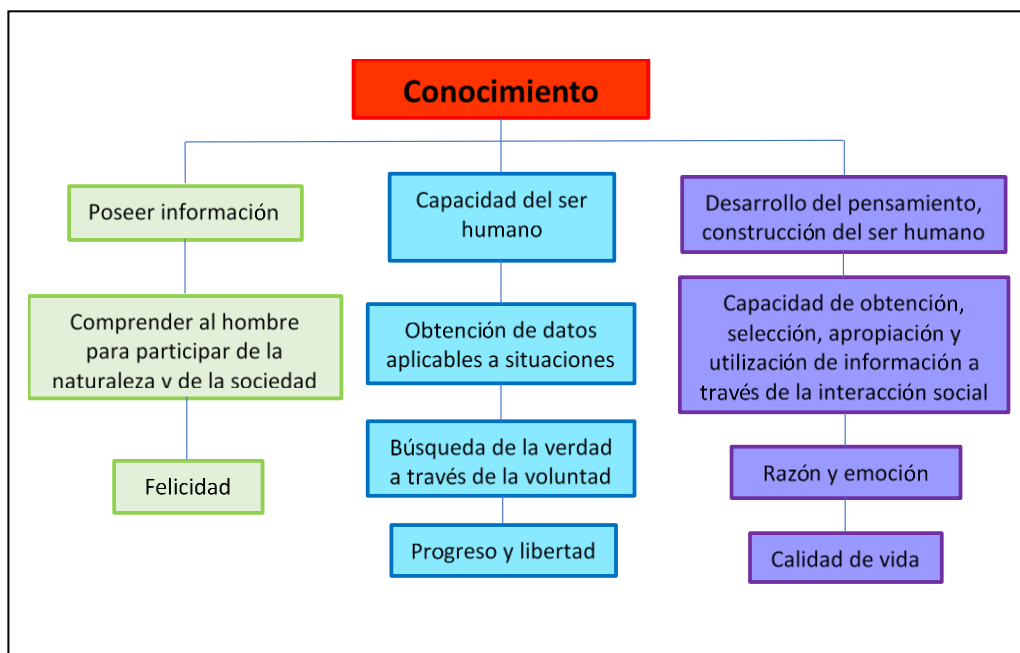 Conocimiento
Poseer información
Comprender al hombre
para participar de la
naturaleza y de la sociedad
Felicidad
Capacidad del ser
humano
Obtención de datos
aplicables a situaciones
Búsqueda de la verdad
a través de la voluntad
Progreso y libertad
Desarrollo del pensamiento,
construcción del ser humano
Capacidad de obtención,
selección, apropiación y
utilización de información a
través de la interacción social
Razón y emoción
Calidad de vida